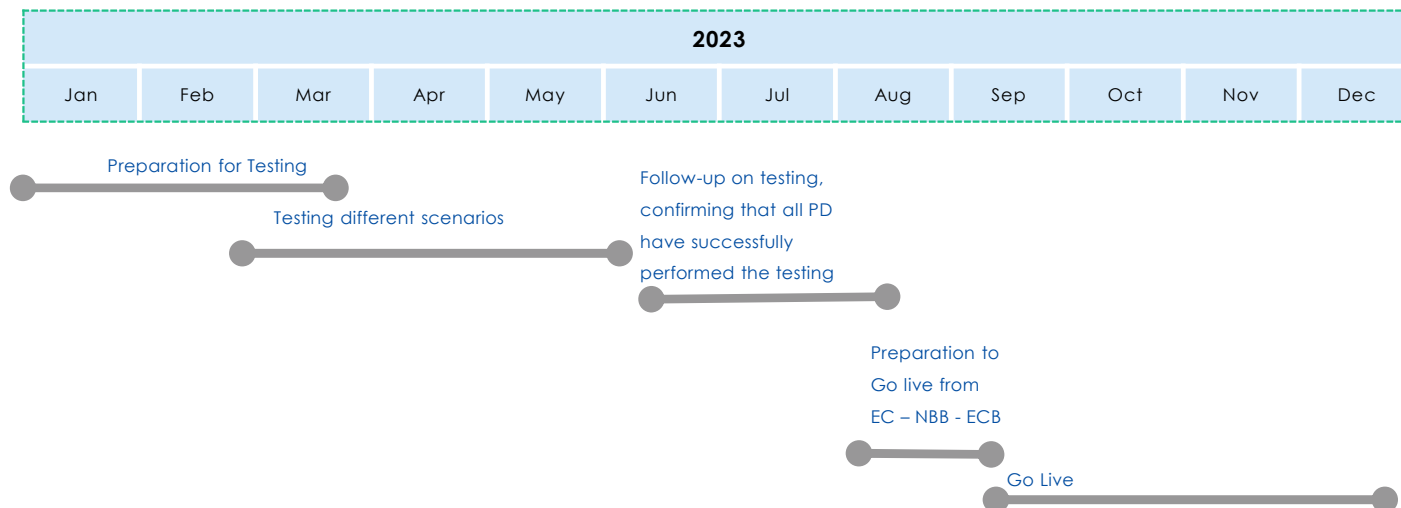 2023
Jan Feb Mar Apr May Jun Jul Aug Sep Oct Nov Dec
Preparation for Testing
Testing different scenarios
Follow-up on testing,
confirming that all PD
have successfully
performed the testing
Preparation to
Go live from
EC – NBB - ECB
Go Live